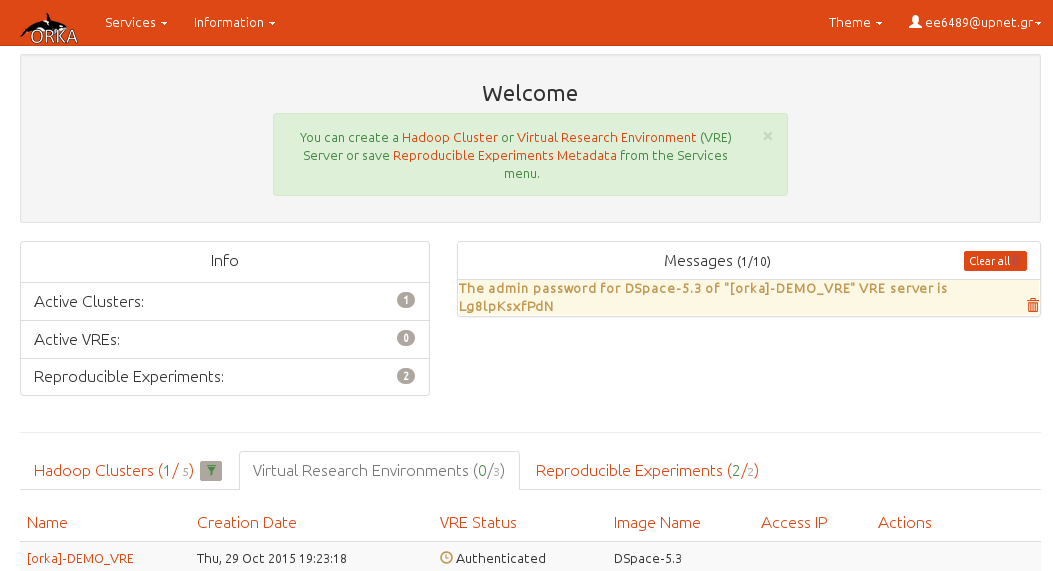 ORKA Services Information Theme ee6489@upnet.gr
Welcome
You can create a Hadoop Cluster or Virtual Research Environment (VRE) ×
Server or save Reproducible Experiments Metadata from the Services
menu.
Info
Messages (1/10) Clear all
Active Clusters: 1
The admin password for DSpace-5.3 of "[orka]-DEMO_VRE" VRE server is
Lg8lpKsxfPdN
Active VREs: 0
Reproducible Experiments: 2
Hadoop Clusters (1/ 5) Virtual Research Environments (0/3) Reproducible Experiments (2/2)
Name Creation Date VRE Status Image Name Access IP Actions
[orka]-DEMO_VRE Thu, 29 Oct 2015 19:23:18 Authenticated DSpace-5.3